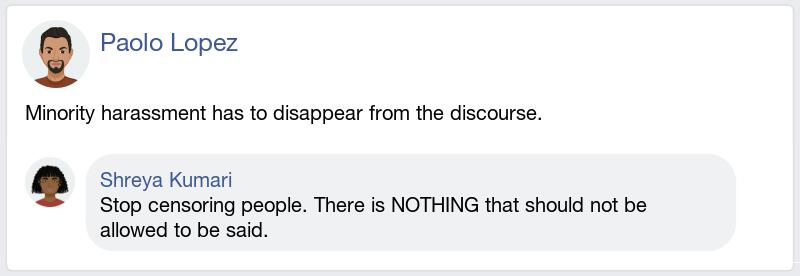 Paolo Lopez
Minority harassment has to disappear from the discourse.
Shreya Kumari
Stop censoring people. There is NOTHING that should not be
allowed to be said.